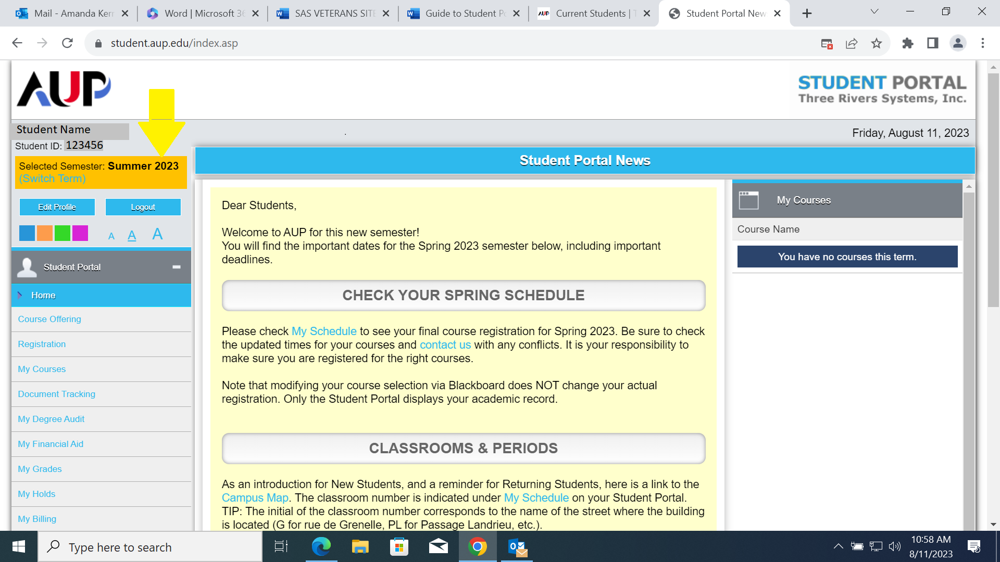 Mail - Amanda Kerr
Word | Microsoft 36
SAS VETERANS SITE
Guide to Student Po
AUP
Current Students | T
Student Portal New
student.aup.edu/index.asp
AUP
STUDENT PORTAL
Three Rivers Systems, Inc.
Student Name
Student ID: 123456
Friday, August 11, 2023
Selected Semester: Summer 2023
(Switch Term)
Edit Profile
Logout
A A A
Student Portal
Home
Course Offering
Registration
My Courses
Document Tracking
My Degree Audit
My Financial Aid
My Grades
My Holds
My Billing
Student Portal News
Dear Students,
Welcome to AUP for this new semester!
You will find the important dates for the Spring 2023 semester below, including important
deadlines.
CHECK YOUR SPRING SCHEDULE
Please check My Schedule to see your final course registration for Spring 2023. Be sure to check
the updated times for your courses and contact us with any conflicts. It is your responsibility to
make sure you are registered for the right courses.
Note that modifying your course selection via Blackboard does NOT change your actual
registration. Only the Student Portal displays your academic record.
CLASSROOMS & PERIODS
As an introduction for New Students, and a reminder for Returning Students, here is a link to the
Campus Map. The classroom number is indicated under My Schedule on your Student Portal.
TIP: The initial of the classroom number corresponds to the name of the street where the building
is located (G for rue de Grenelle, PL for Passage Landrieu, etc.).
My Courses
Course Name
You have no courses this term.
Type here to search
10:58 AM
8/11/2023